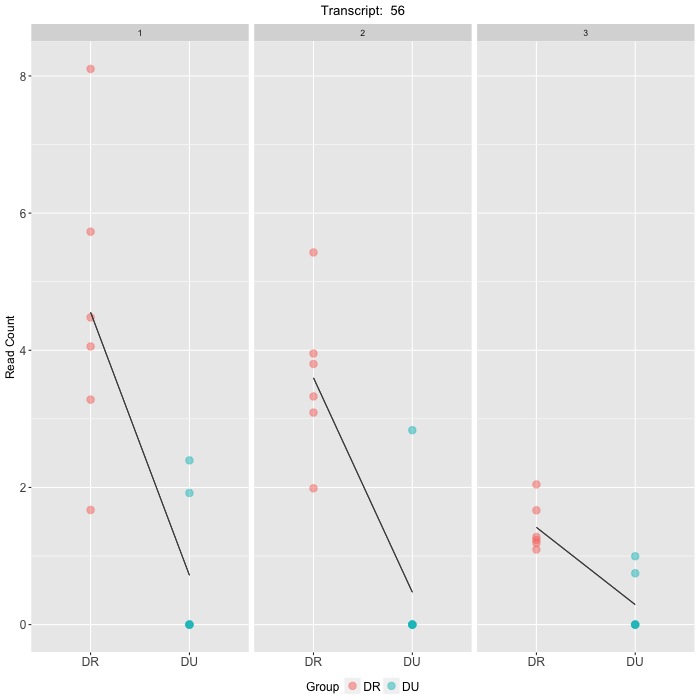 Transcript:  56
1 2 3
Read Count
8
6
4
2
0
DR DU DR DU DR DU
Group DR DU